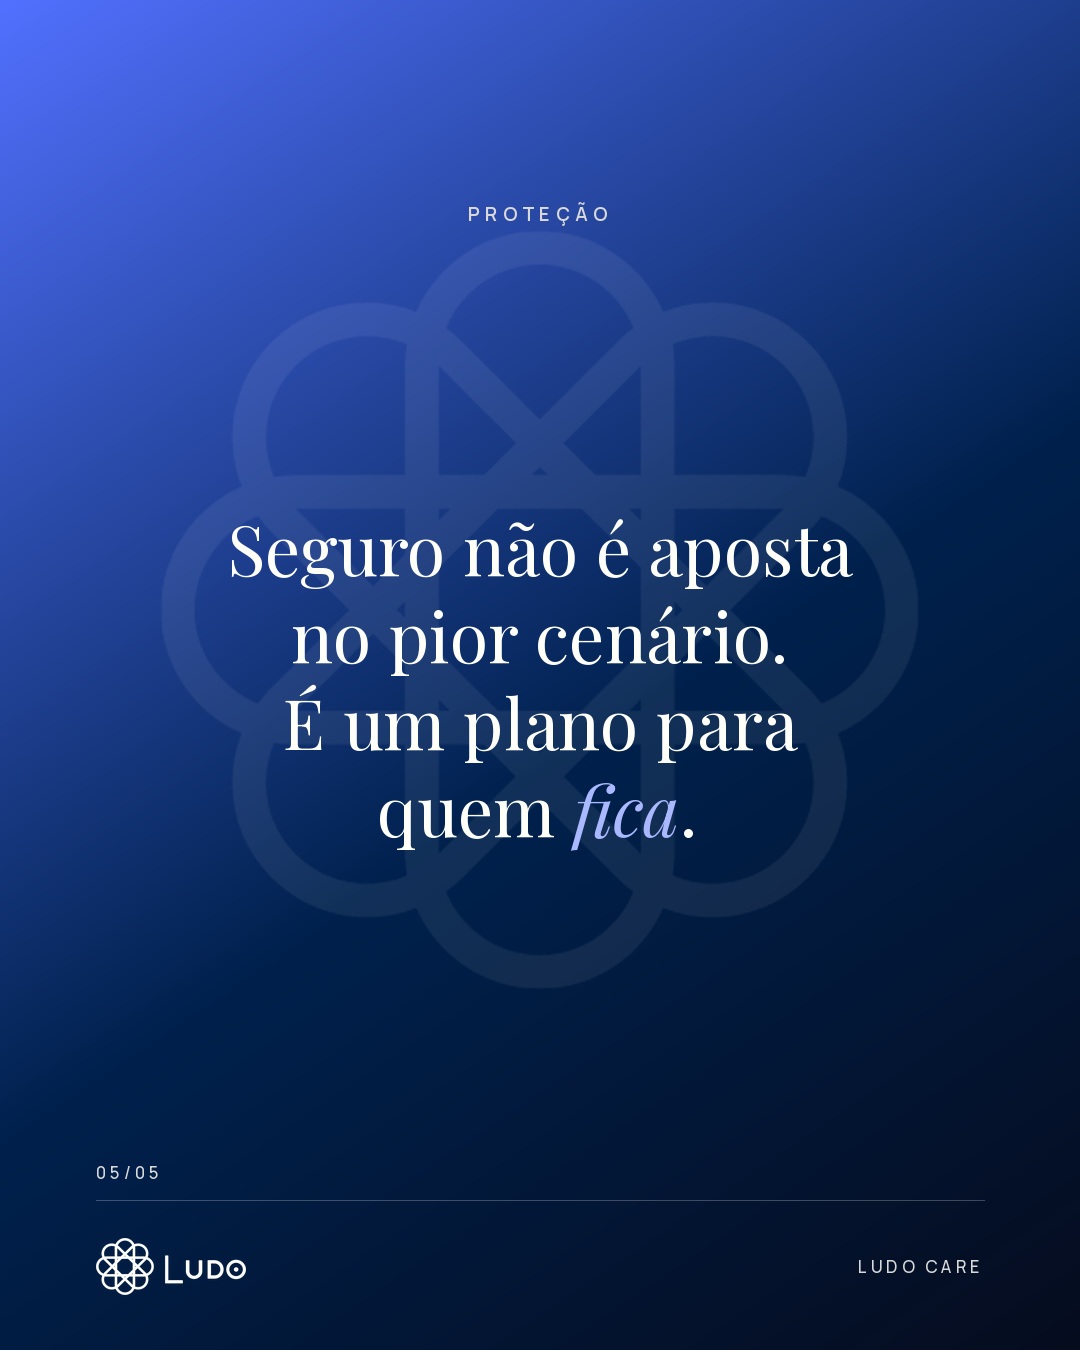 PROTEÇÃO
Seguro não é aposta
no pior cenário.
É um plano para
quem fica.
05/05
LUDO
LUDO CARE